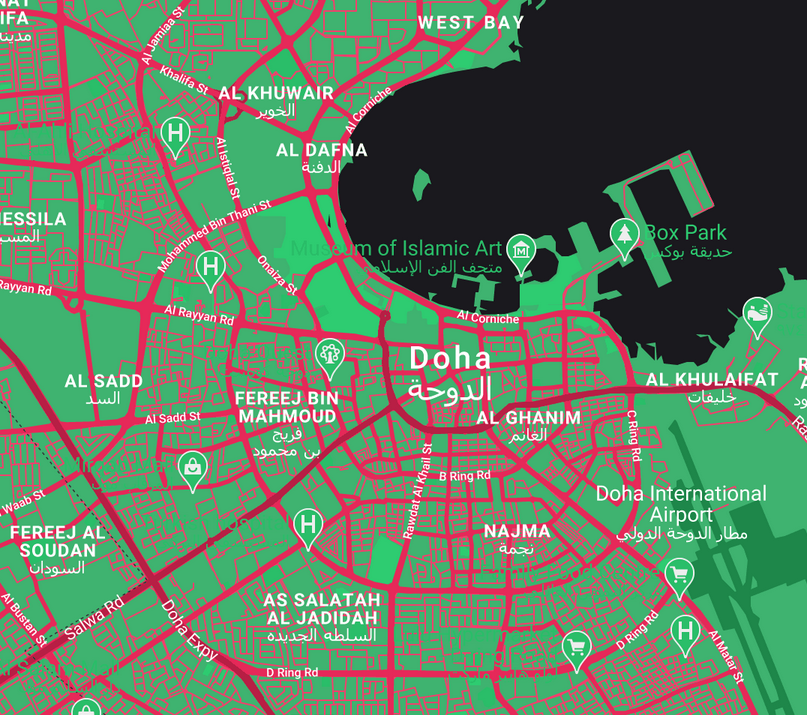 WEST BAY
IFA
Al Jamiaa St
Khalifa St
AL KHUWAIR
الخوير
Al Corniche
H
AL DAFNA
الدفنة
Al Istiqlal St
Mohammed Bin Thani St
Museum of Islamic Art
متحف الفن الإسلامي
Box Park
H
Onaiza St
Al Rayyan Rd
Al Corniche
Doha
الدوحة
AL SADD
السد
FEREEJ BIN
MAHMOUD
فريج
بن محمود
AL GHANIM
الغانم
AL KHULAIFAT
خليفات
Al Sadd St
C Ring Rd
B Ring Rd
Rawdat Al Khail St
Doha International
Airport
مطار الدوحة الدولي
Waab St
FEREEJ AL
SOUDAN
السودان
H
NAJMA
نجمة
Al Bustan St
Salwa Rd
Doha Expy
AS SALATAH
AL JADIDAH
السلطه الجديده
D Ring Rd
D Ring Rd
H
Al Matar St